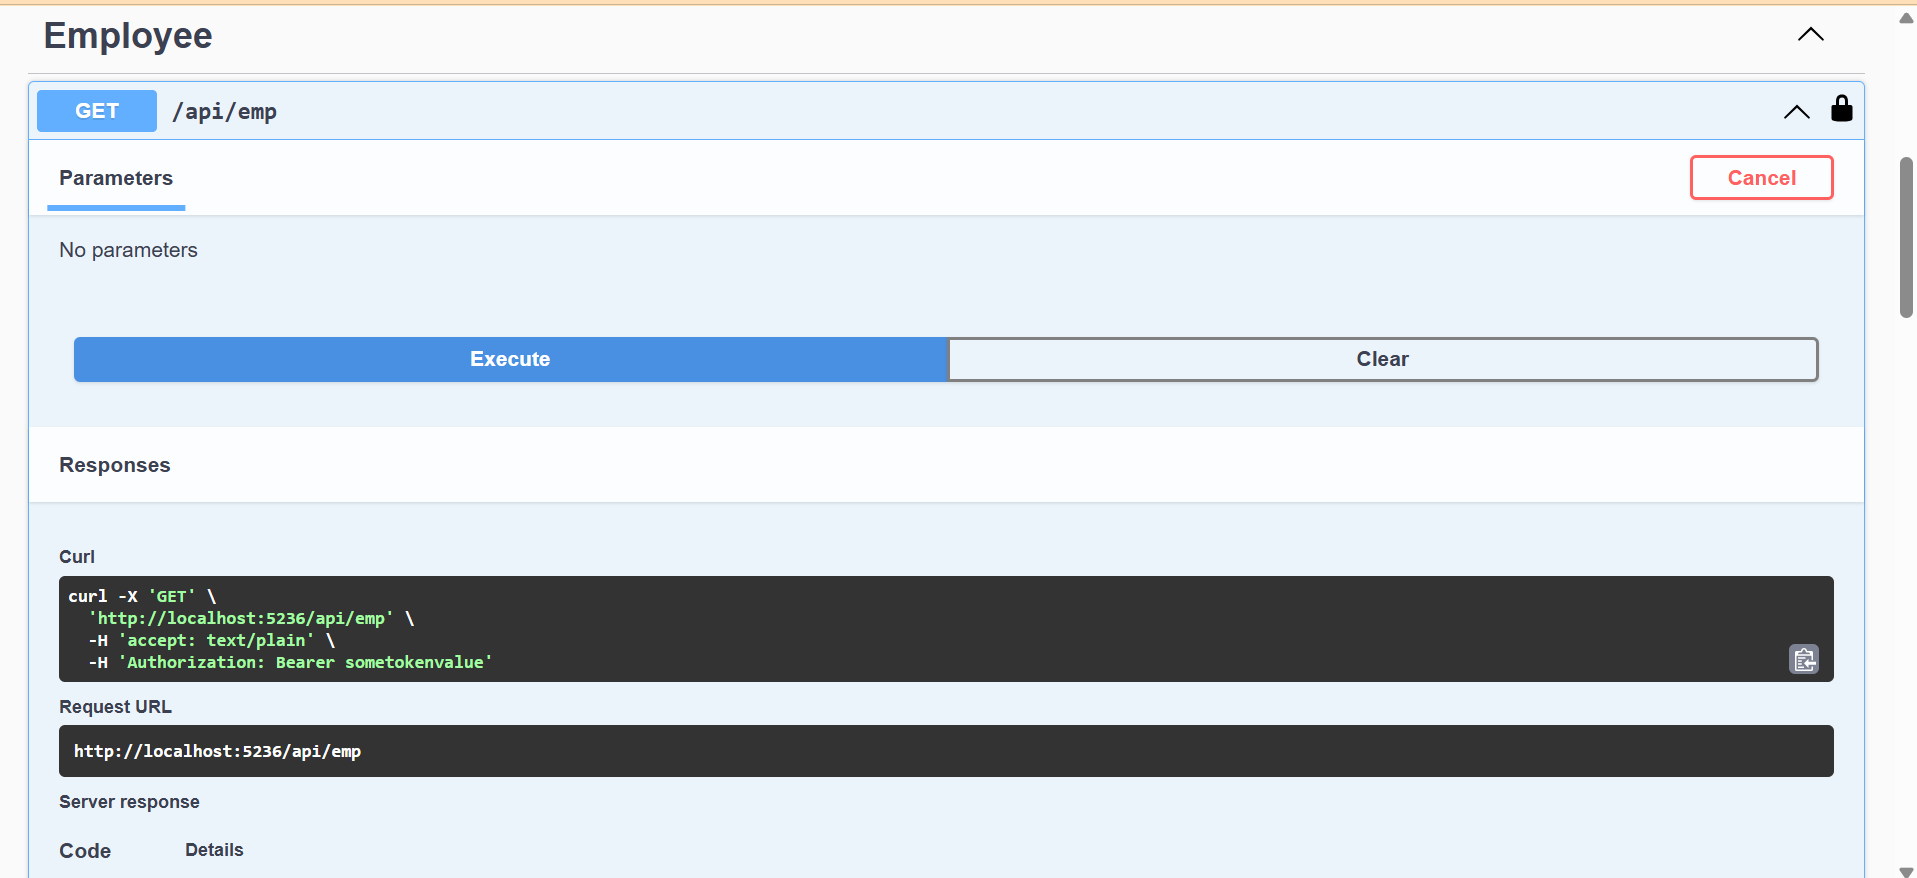 Employee
GET /api/emp
Parameters
Cancel
No parameters
Execute
Clear
Responses
Curl
curl -X 'GET' \
  'http://localhost:5236/api/emp' \
  -H 'accept: text/plain' \
  -H 'Authorization: Bearer sometokenvalue'
Request URL
http://localhost:5236/api/emp
Server response
Code Details